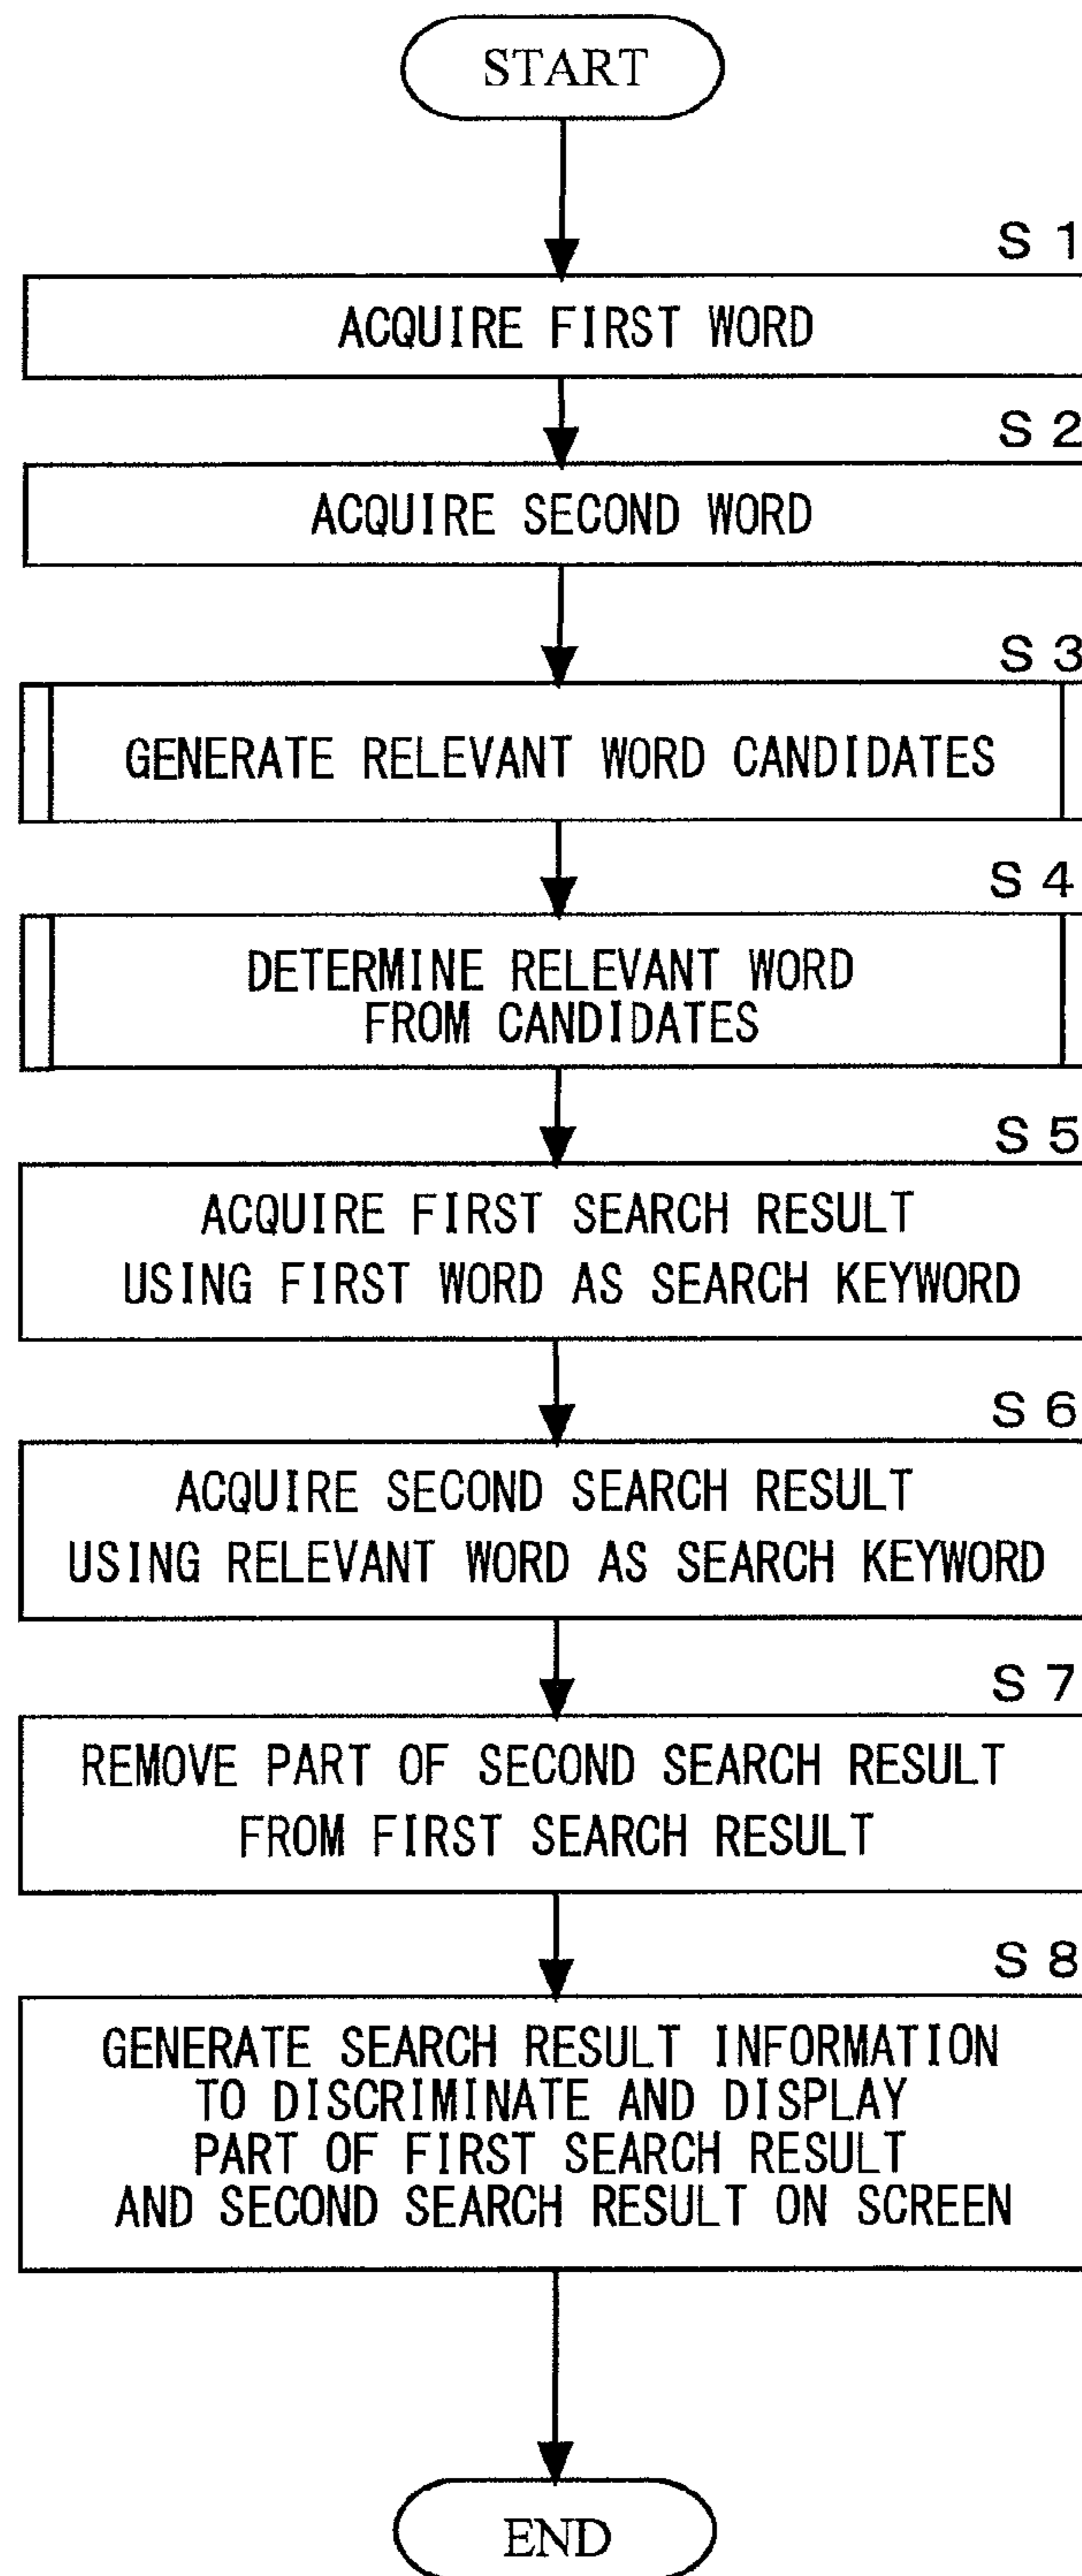 START
S 1
ACQUIRE FIRST WORD
S 2
ACQUIRE SECOND WORD
S 3
GENERATE RELEVANT WORD CANDIDATES
S 4
DETERMINE RELEVANT WORD
FROM CANDIDATES
S 5
ACQUIRE FIRST SEARCH RESULT
USING FIRST WORD AS SEARCH KEYWORD
S 6
ACQUIRE SECOND SEARCH RESULT
USING RELEVANT WORD AS SEARCH KEYWORD
S 7
REMOVE PART OF SECOND SEARCH RESULT
FROM FIRST SEARCH RESULT
S 8
GENERATE SEARCH RESULT INFORMATION
TO DISCRIMINATE AND DISPLAY
PART OF FIRST SEARCH RESULT
AND SECOND SEARCH RESULT ON SCREEN
END